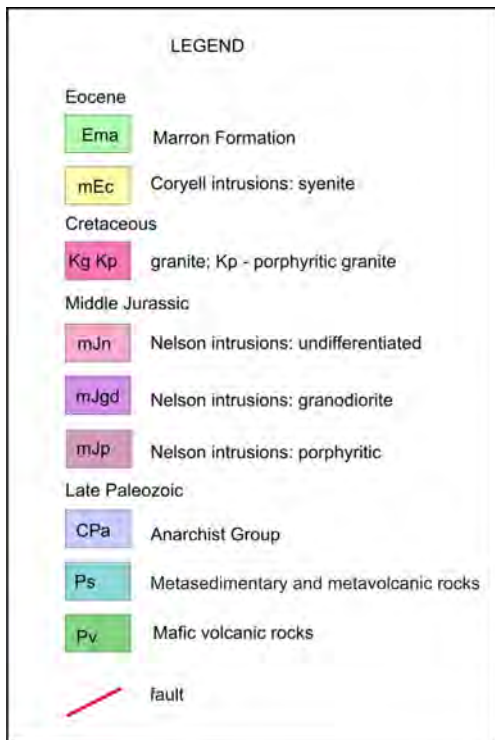 LEGEND
Eocene
Ema Marron Formation
mEc Coryell intrusions: syenite
Cretaceous
Kg Kp granite; Kp - porphyritic granite
Middle Jurassic
mJn Nelson intrusions: undifferentiated
mJgd Nelson intrusions: granodiorite
mJp Nelson intrusions: porphyritic
Late Paleozoic
CPa Anarchist Group
Ps Metasedimentary and metavolcanic rocks
Pv Mafic volcanic rocks
fault